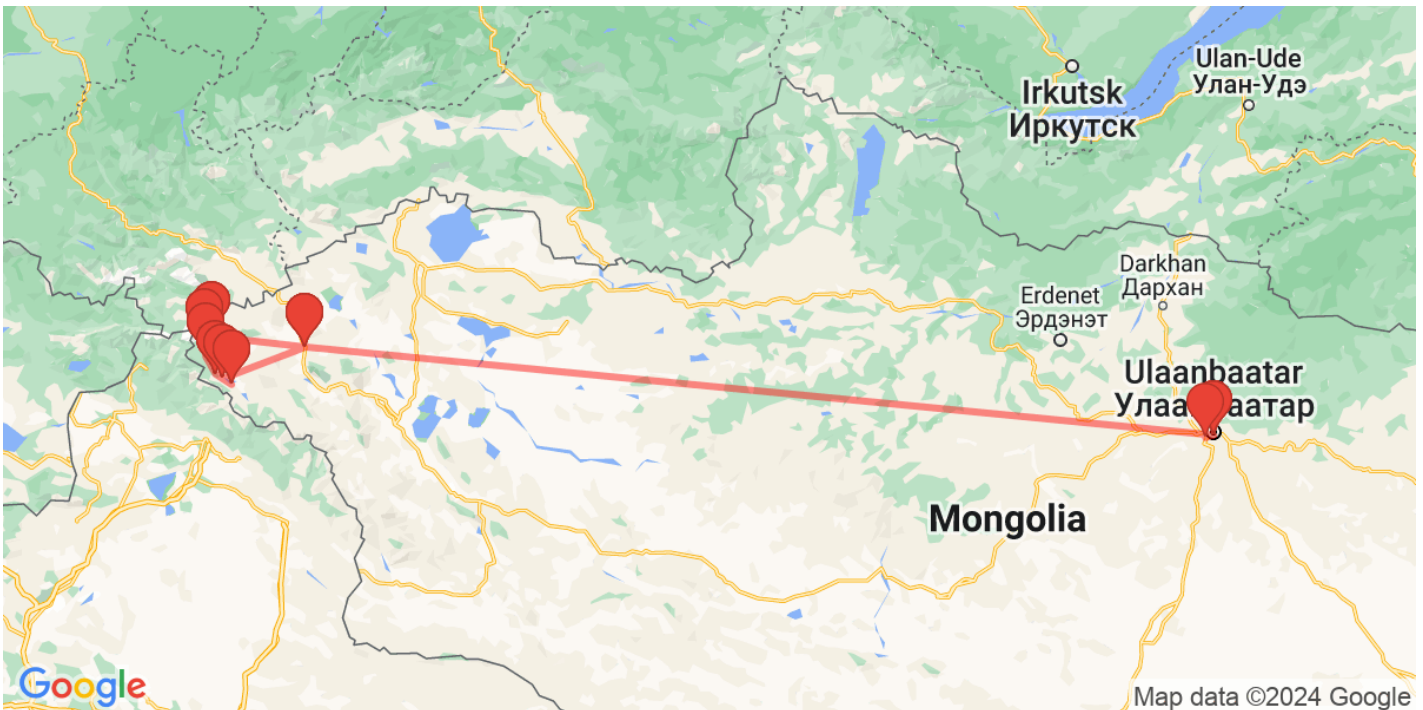 Ulan-Ude
Улан-Удэ
Irkutsk
Иркутск
Darkhan
Дархан
Erdenet
Эрдэнэт
Ulaanbaatar
Mongolia
Google
Map data ©2024 Google